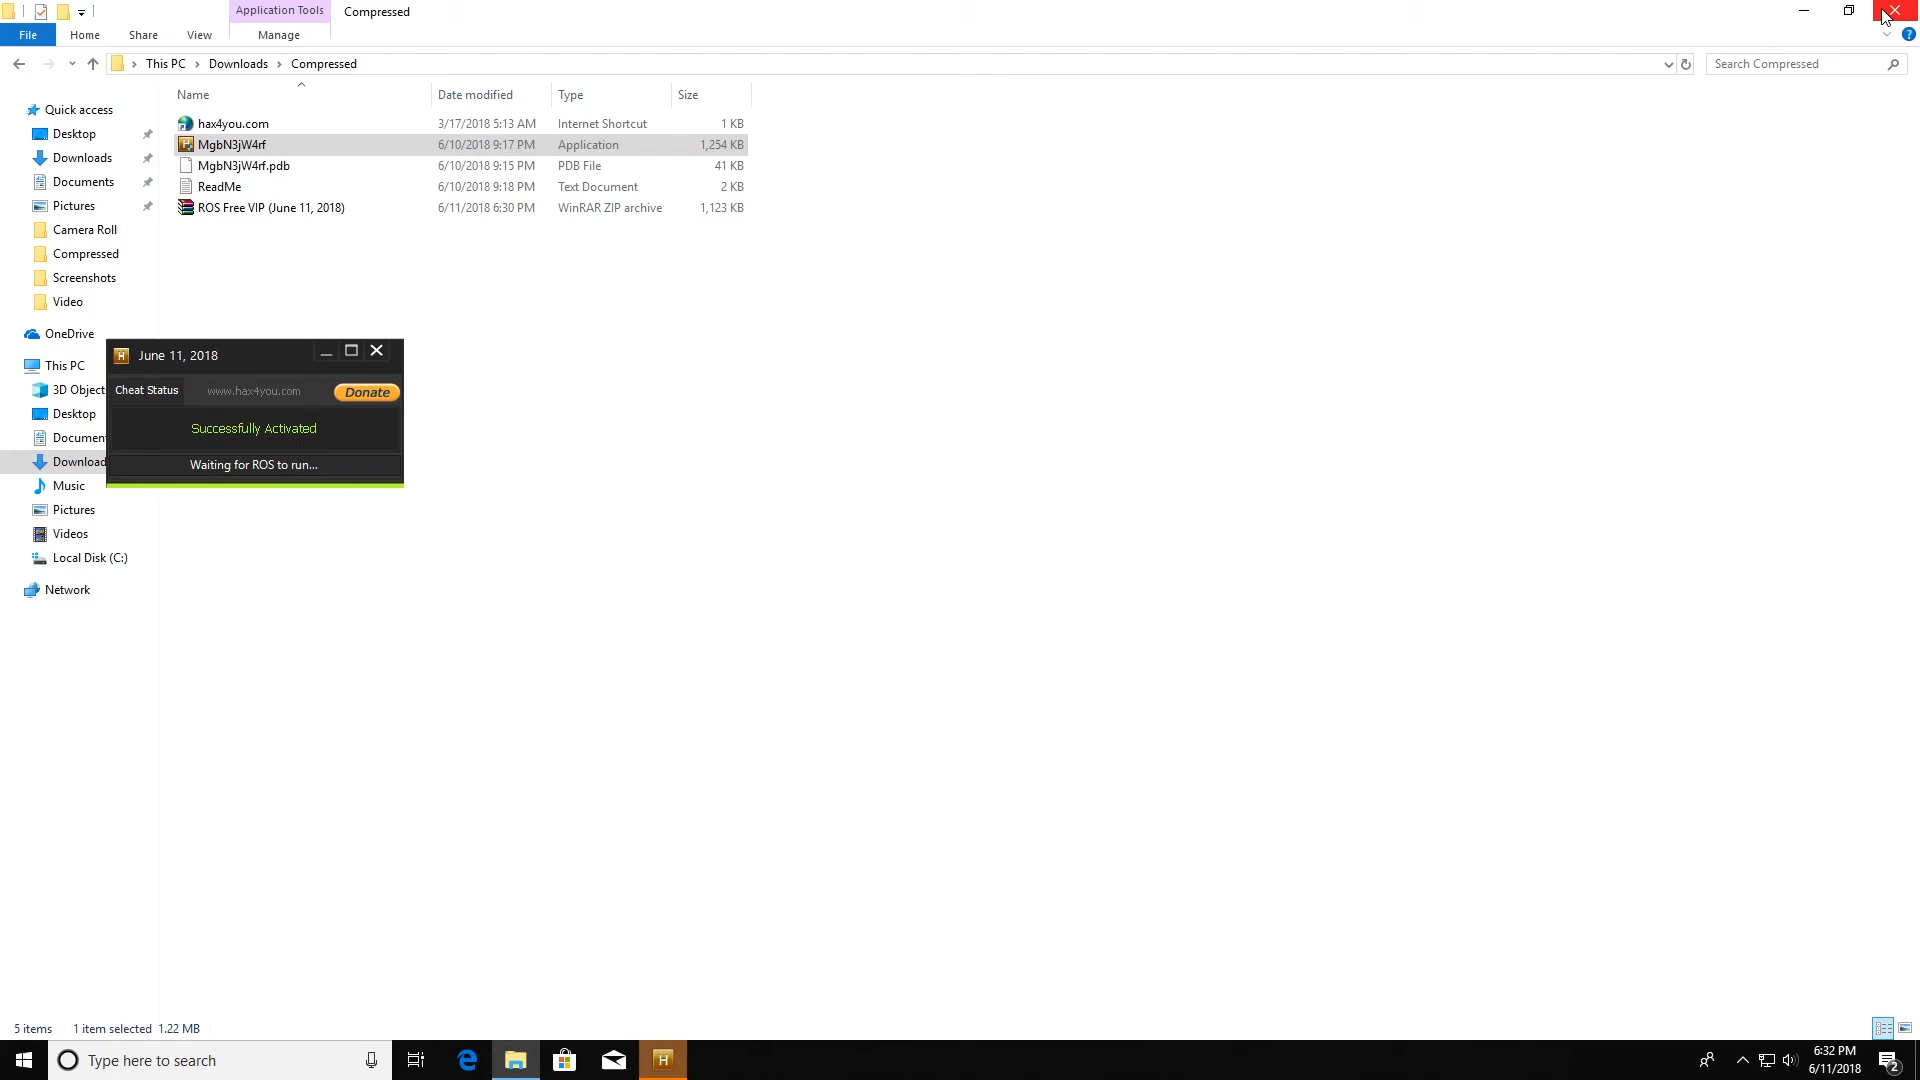 Application Tools
Compressed
File
Home
Share
View
Manage
This PC
Downloads
Compressed
Search Compressed
Name
Date modified
Type
Size
Quick access
Desktop
Downloads
Documents
Pictures
Camera Roll
Compressed
Screenshots
Video
OneDrive
This PC
3D Object
Desktop
Documen
Download
Music
Pictures
Videos
Local Disk (C:)
Network
hax4you.com 3/17/2018 5:13 AM Internet Shortcut 1 KB
MgbN3jW4rf 6/10/2018 9:17 PM Application 1,254 KB
MgbN3jW4rf.pdb 6/10/2018 9:15 PM PDB File 41 KB
ReadMe 6/10/2018 9:18 PM Text Document 2 KB
ROS Free VIP (June 11, 2018) 6/11/2018 6:30 PM WinRAR ZIP archive 1,123 KB
H June 11, 2018
Cheat Status www.hax4you.com Donate
Successfully Activated
Waiting for ROS to run...
5 items 1 item selected 1.22 MB
Type here to search
H
6:32 PM
6/11/2018
2